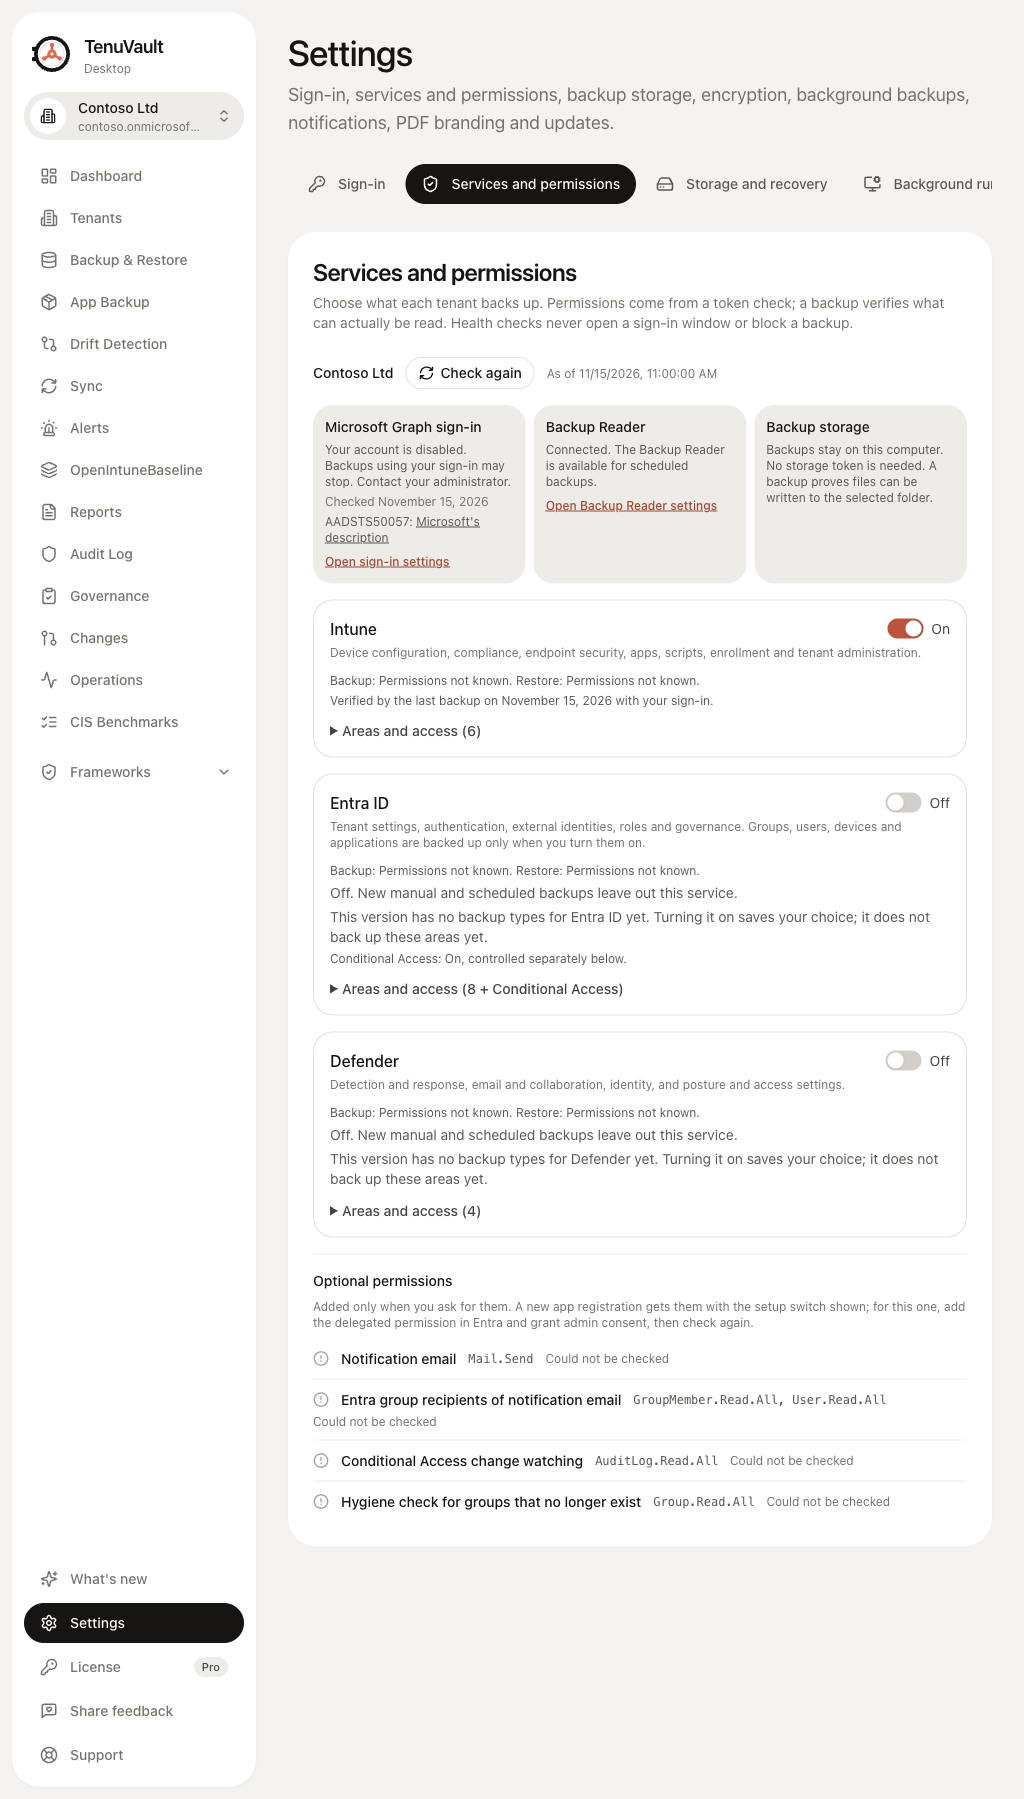 TenuVault
Desktop
Contoso Ltd
contoso.onmicrosof...
Dashboard
Tenants
Backup & Restore
App Backup
Drift Detection
Sync
Alerts
OpenIntuneBaseline
Reports
Audit Log
Governance
Changes
Operations
CIS Benchmarks
Frameworks
What's new
Settings
License
Pro
Share feedback
Support
Settings
Sign-in, services and permissions, backup storage, encryption, background backups,
notifications, PDF branding and updates.
Sign-in
Services and permissions
Storage and recovery
Background ru
Services and permissions
Choose what each tenant backs up. Permissions come from a token check; a backup verifies what
can actually be read. Health checks never open a sign-in window or block a backup.
Contoso Ltd
Check again
As of 11/15/2026, 11:00:00 AM
Microsoft Graph sign-in
Your account is disabled.
Backups using your sign-in may
stop. Contact your administrator.
Checked November 15, 2026
AADSTS50057: Microsoft's
description
Open sign-in settings
Backup Reader
Connected. The Backup Reader
is available for scheduled
backups.
Open Backup Reader settings
Backup storage
Backups stay on this computer.
No storage token is needed. A
backup proves files can be
written to the selected folder.
Intune
On
Device configuration, compliance, endpoint security, apps, scripts, enrollment and tenant administration.
Backup: Permissions not known. Restore: Permissions not known.
Verified by the last backup on November 15, 2026 with your sign-in.
Areas and access (6)
Entra ID
Off
Tenant settings, authentication, external identities, roles and governance. Groups, users, devices and
applications are backed up only when you turn them on.
Backup: Permissions not known. Restore: Permissions not known.
Off. New manual and scheduled backups leave out this service.
This version has no backup types for Entra ID yet. Turning it on saves your choice; it does not
back up these areas yet.
Conditional Access: On, controlled separately below.
Areas and access (8 + Conditional Access)
Defender
Off
Detection and response, email and collaboration, identity, and posture and access settings.
Backup: Permissions not known. Restore: Permissions not known.
Off. New manual and scheduled backups leave out this service.
This version has no backup types for Defender yet. Turning it on saves your choice; it does not
back up these areas yet.
Areas and access (4)
Optional permissions
Added only when you ask for them. A new app registration gets them with the setup switch shown; for this one, add
the delegated permission in Entra and grant admin consent, then check again.
Notification email Mail.Send Could not be checked
Entra group recipients of notification email GroupMember.Read.All, User.Read.All
Could not be checked
Conditional Access change watching AuditLog.Read.All Could not be checked
Hygiene check for groups that no longer exist Group.Read.All Could not be checked